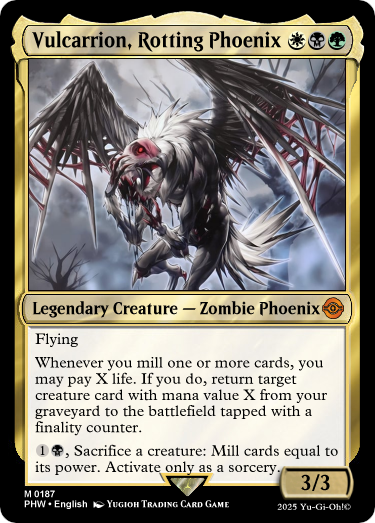 Vulcarrion, Rotting Phoenix
Legendary Creature — Zombie Phoenix
Flying
Whenever you mill one or more cards, you
may pay X life. If you do, return target
creature card with mana value X from your
graveyard to the battlefield tapped with a
finality counter.
1, Sacrifice a creature: Mill cards equal to
its power. Activate only as a sorcery.
3/3
M 0187
PHW • English Yugioh Trading Card Game
2025 Yu-Gi-Oh!©